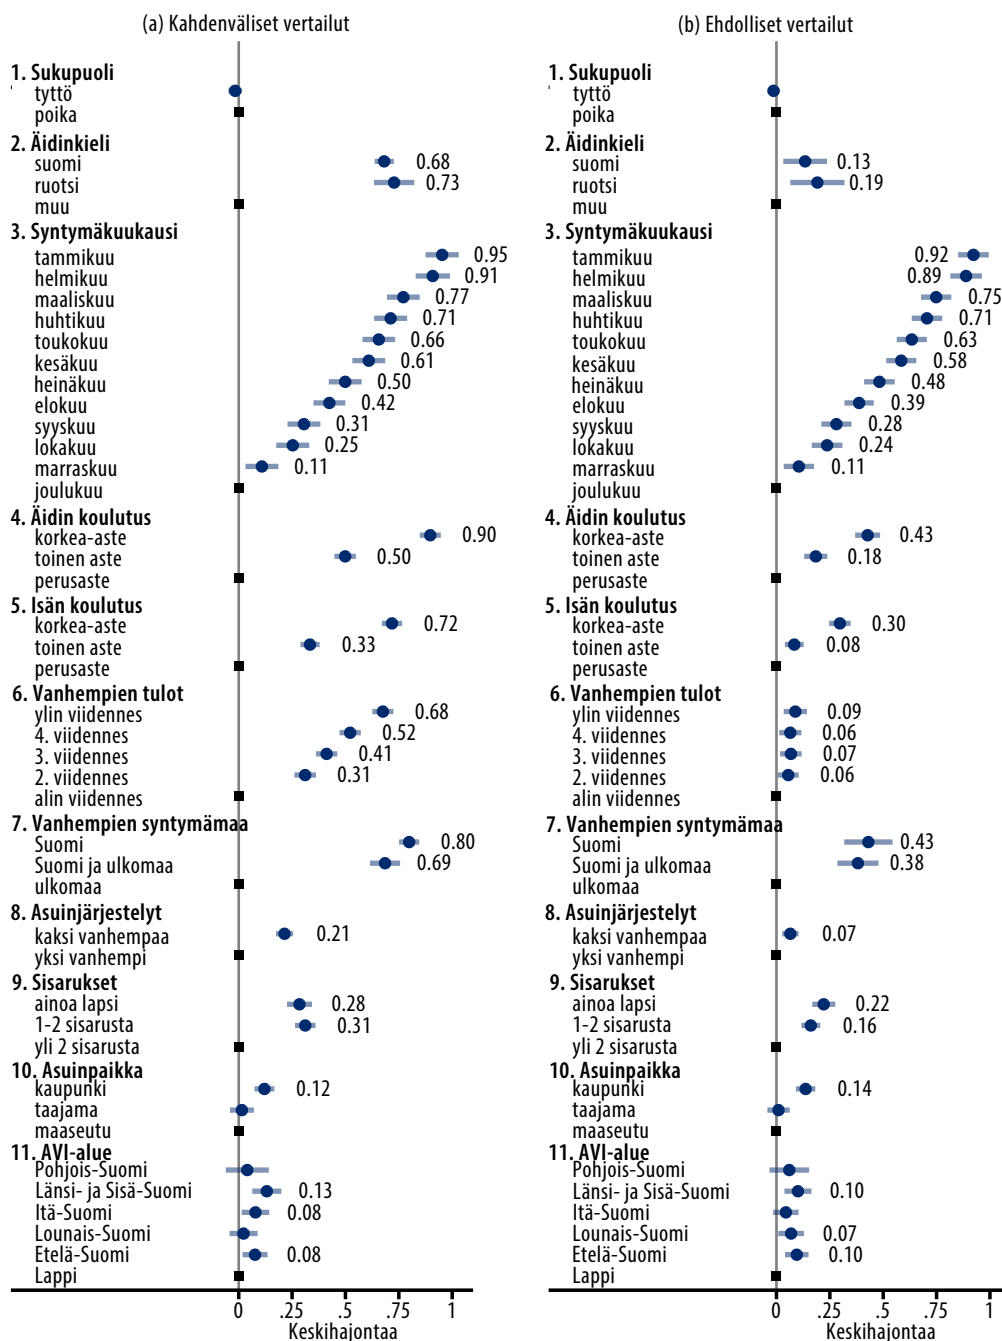 (a) Kahdenväliset vertailut
1. Sukupuoli
tyttö
poika
2. Äidinkieli
suomi 0.68
ruotsi 0.73
muu
3. Syntymäkuukausi
tammikuu 0.95
helmikuu 0.91
maaliskuu 0.77
huhtikuu 0.71
toukokuu 0.66
kesäkuu 0.61
heinäkuu 0.50
elokuu 0.42
syyskuu 0.31
lokakuu 0.25
marraskuu 0.11
joulukuu
4. Äidin koulutus
korkea-aste 0.90
toinen aste 0.50
perusaste
5. Isän koulutus
korkea-aste 0.72
toinen aste 0.33
perusaste
6. Vanhempien tulot
ylin viidennes 0.68
4. viidennes 0.52
3. viidennes 0.41
2. viidennes 0.31
alin viidennes
7. Vanhempien syntymämaa
Suomi 0.80
Suomi ja ulkomaa 0.69
ulkomaa
8. Asuinjärjestelyt
kaksi vanhempaa 0.21
yksi vanhempi
9. Sisarukset
ainoa lapsi 0.28
1-2 sisarusta 0.31
yli 2 sisarusta
10. Asuinpaikka
kaupunki 0.12
taajama
maaseutu
11. AVI-alue
Pohjois-Suomi
Länsi- ja Sisä-Suomi 0.13
Itä-Suomi 0.08
Lounais-Suomi
Etelä-Suomi 0.08
Lappi
0 .25 .5 .75 1
Keskihajontaa
(b) Ehdolliset vertailut
1. Sukupuoli
tyttö
poika
2. Äidinkieli
suomi 0.13
ruotsi 0.19
muu
3. Syntymäkuukausi
tammikuu 0.92
helmikuu 0.89
maaliskuu 0.75
huhtikuu 0.71
toukokuu 0.63
kesäkuu 0.58
heinäkuu 0.48
elokuu 0.39
syyskuu 0.28
lokakuu 0.24
marraskuu 0.11
joulukuu
4. Äidin koulutus
korkea-aste 0.43
toinen aste 0.18
perusaste
5. Isän koulutus
korkea-aste 0.30
toinen aste 0.08
perusaste
6. Vanhempien tulot
ylin viidennes 0.09
4. viidennes 0.06
3. viidennes 0.07
2. viidennes 0.06
alin viidennes
7. Vanhempien syntymämaa
Suomi 0.43
Suomi ja ulkomaa 0.38
ulkomaa
8. Asuinjärjestelyt
kaksi vanhempaa 0.07
yksi vanhempi
9. Sisarukset
ainoa lapsi 0.22
1-2 sisarusta 0.16
yli 2 sisarusta
10. Asuinpaikka
kaupunki 0.14
taajama
maaseutu
11. AVI-alue
Pohjois-Suomi
Länsi- ja Sisä-Suomi 0.10
Itä-Suomi
Lounais-Suomi 0.07
Etelä-Suomi 0.10
Lappi
0 .25 .5 .75 1
Keskihajontaa